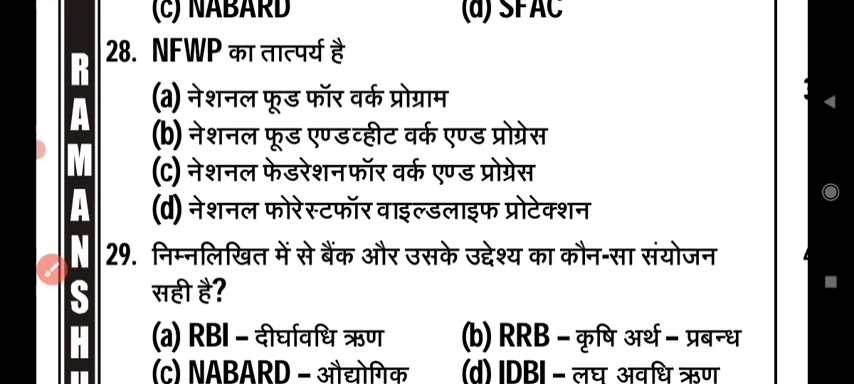 (c) NABARD (d) SFAC
28. NFWP का तात्पर्य है
(a) नेशनल फूड फॉर वर्क प्रोग्राम
(b) नेशनल फूड एण्डव्हीट वर्क एण्ड प्रोग्रेस
(c) नेशनल फेडरेशनफॉर वर्क एण्ड प्रोग्रेस
(d) नेशनल फोरेस्टफॉर वाइल्डलाइफ प्रोटेक्शन
29. निम्नलिखित में से बैंक और उसके उद्देश्य का कौन-सा संयोजन
सही है?
(a) RBI – दीर्घावधि ऋण (b) RRB – कृषि अर्थ – प्रबन्ध
(c) NABARD – औद्योगिक (d) IDBI – लघु अवधि ऋण
RAMANSH